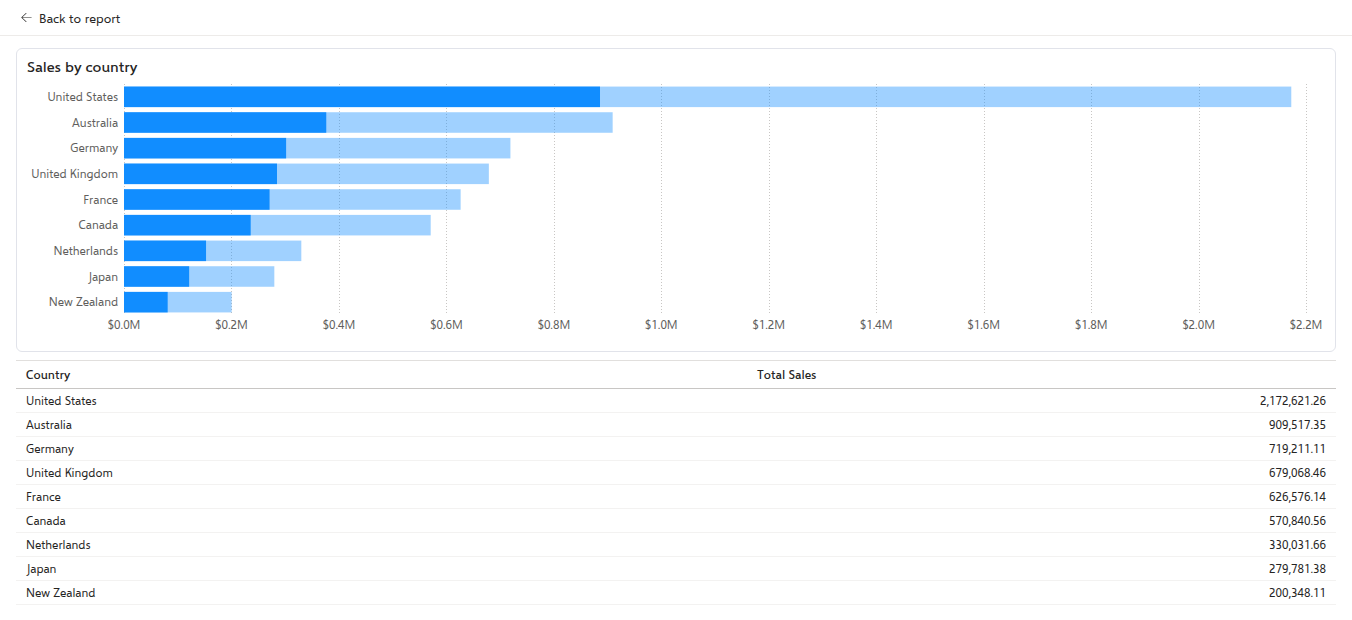 Back to report
Sales by country
United States
Australia
Germany
United Kingdom
France
Canada
Netherlands
Japan
New Zealand
$0.0M $0.2M $0.4M $0.6M $0.8M $1.0M $1.2M $1.4M $1.6M $1.8M $2.0M $2.2M
Country Total Sales
United States 2,172,621.26
Australia 909,517.35
Germany 719,211.11
United Kingdom 679,068.46
France 626,576.14
Canada 570,840.56
Netherlands 330,031.66
Japan 279,781.38
New Zealand 200,348.11